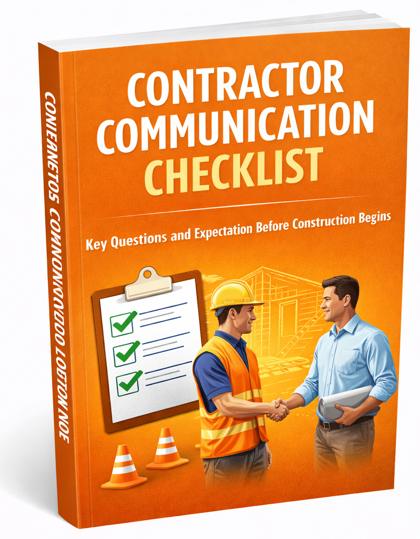 CONTRACTOR
COMMUNICATION
CHECKLIST
Key Questions and Expectation Before Construction Begins